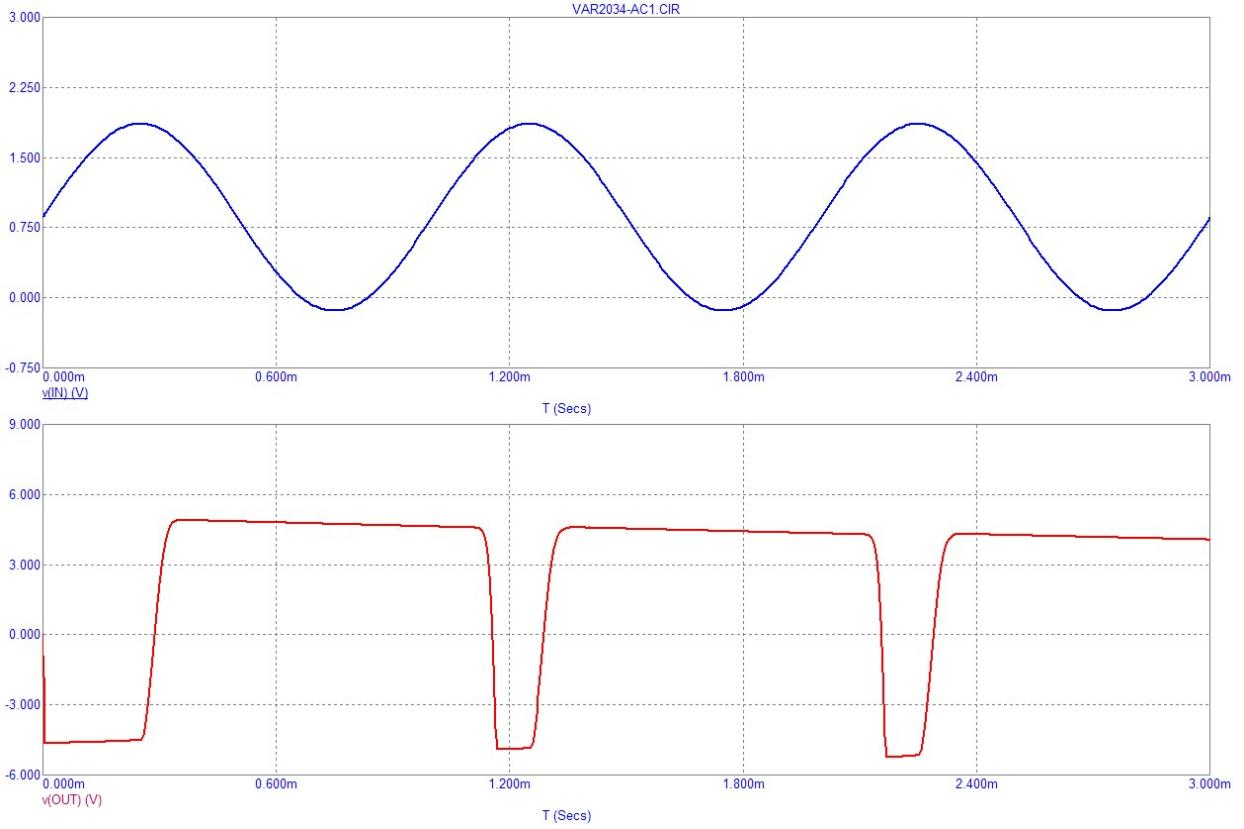 VAR2034-AC1.CIR
3.000
2.250
1.500
0.750
0.000
-0.750
0.000m 0.600m 1.200m 1.800m 2.400m 3.000m
v(IN) (V)
T (Secs)
9.000
6.000
3.000
0.000
-3.000
-6.000
0.000m 0.600m 1.200m 1.800m 2.400m 3.000m
v(OUT) (V)
T (Secs)